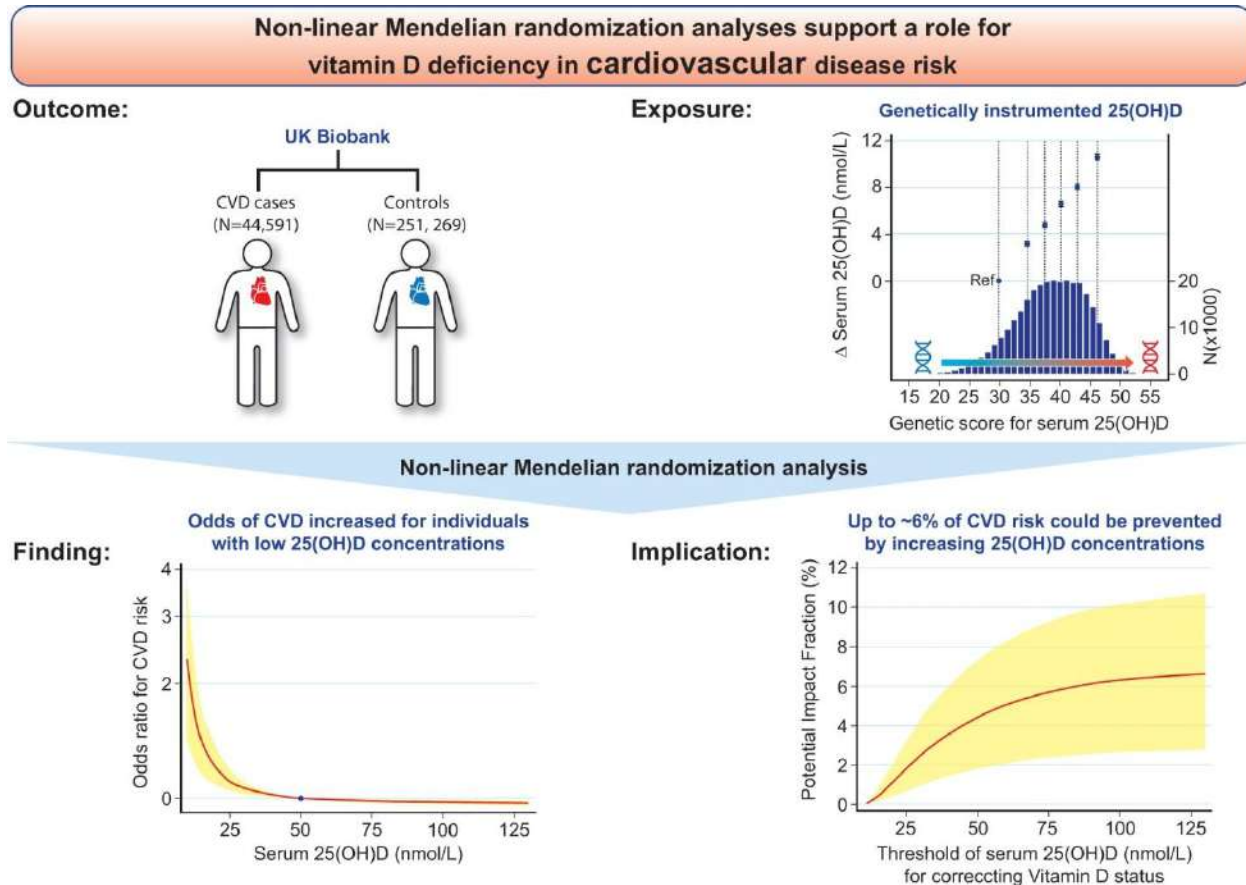 Non-linear Mendelian randomization analyses support a role for
vitamin D deficiency in cardiovascular disease risk
Outcome:
UK Biobank
CVD cases
(N=44,591)
Controls
(N=251, 269)
Exposure:
Genetically instrumented 25(OH)D
Δ Serum 25(OH)D (nmol/L)
12
8
4
0
Ref
20
10
0
N(x1000)
15 20 25 30 35 40 45 55
Genetic score for serum 25(OH)D
Non-linear Mendelian randomization analysis
Finding:
Odds of CVD increased for individuals
with low 25(OH)D concentrations
Odds ratio for CVD risk
4
3
2
0
25 50 75 100 125
Serum 25(OH)D (nmol/L)
Implication:
Up to ~6% of CVD risk could be prevented
by increasing 25(OH)D concentrations
Potential Impact Fraction (%)
12
10
8
6
4
2
0
25 50 75 100 125
Threshold of serum 25(OH)D (nmol/L)
for correccting Vitamin D status